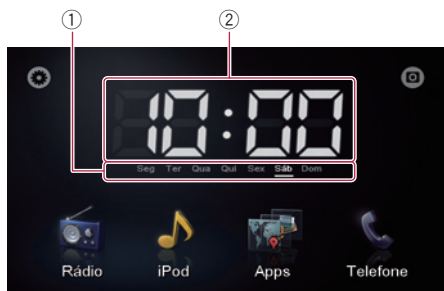 ① ②
10:00
Seg Ter Qua Qui Sex Sáb Dom
Rádio iPod Apps Telefone